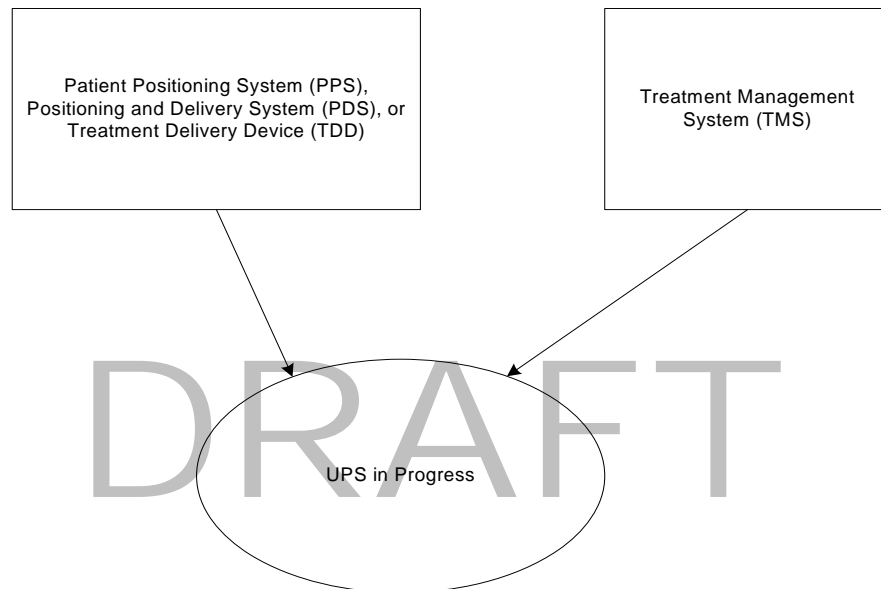 Patient Positioning System (PPS),
Positioning and Delivery System (PDS), or
Treatment Delivery Device (TDD)
Treatment Management
System (TMS)
DRAFT
UPS in Progress